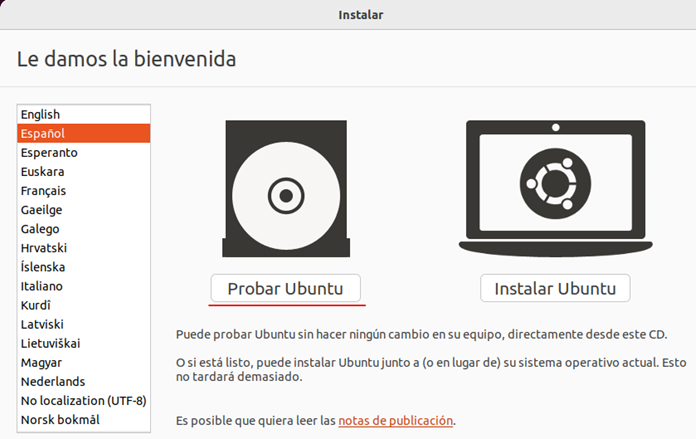 Instalar
Le damos la bienvenida
English
Español
Esperanto
Euskara
Français
Gaeilge
Galego
Hrvatski
Íslenska
Italiano
Kurdî
Latviski
Lietuviškai
Magyar
Nederlands
No localization (UTF-8)
Norsk bokmål
Probar Ubuntu
Instalar Ubuntu
Puede probar Ubuntu sin hacer ningún cambio en su equipo, directamente desde este CD.
O si está listo, puede instalar Ubuntu junto a (o en lugar de) su sistema operativo actual. Esto
no tardará demasiado.
Es posible que quiera leer las notas de publicación.